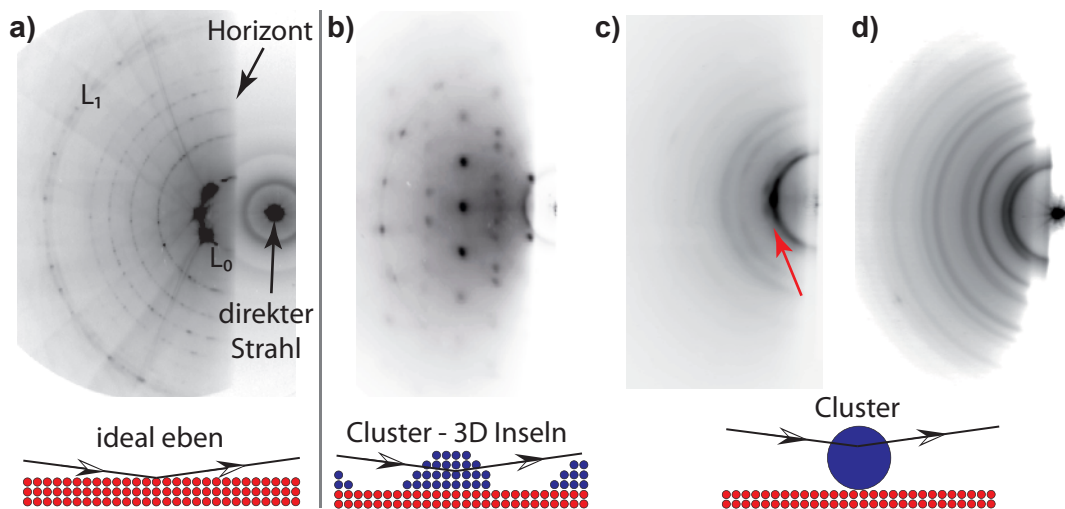 a)
b)
c)
d)
Horizont
L₁
L₀
direkter
Strahl
ideal eben
Cluster - 3D Inseln
Cluster